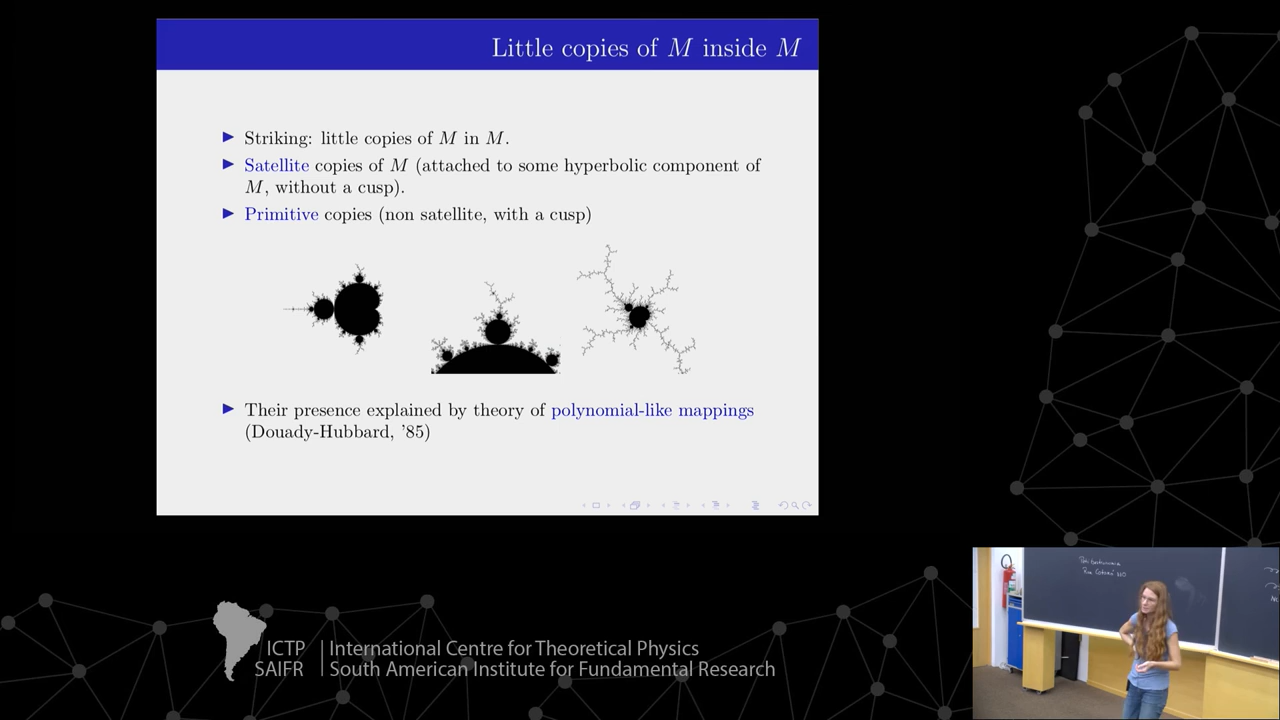 Little copies of M inside M
▶ Striking: little copies of M in M.
▶ Satellite copies of M (attached to some hyperbolic component of
M, without a cusp).
▶ Primitive copies (non satellite, with a cusp)
▶ Their presence explained by theory of polynomial-like mappings
(Douady-Hubbard, '85)
ICTP
SAIFR
International Centre for Theoretical Physics
South American Institute for Fundamental Research